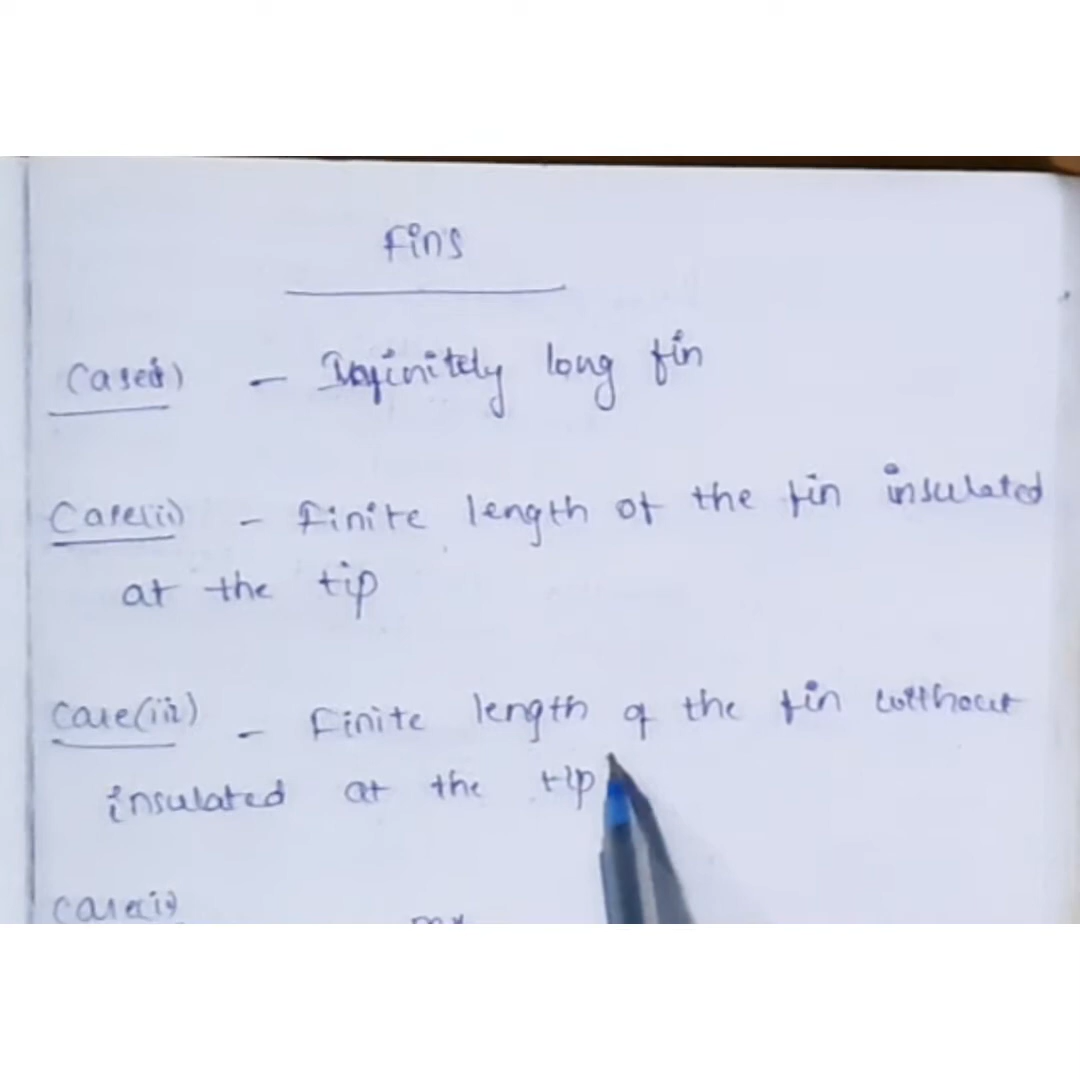 Fins
Case(i) - Infinitely long fin
Case(ii) - Finite length of the fin insulated
at the tip
Case(iii) - Finite length of the fin without
insulated at the tip
Case(i)